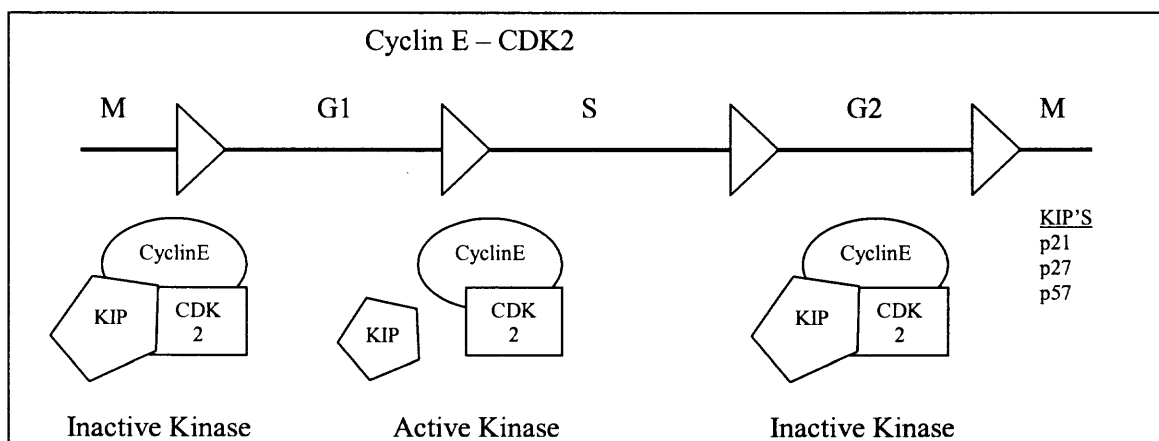 Cyclin E – CDK2
M G1 S G2 M
KIP'S
p21
p27
p57
CyclinE
KIP
CDK
2
CyclinE
KIP
CDK
2
CyclinE
KIP
CDK
2
Inactive Kinase Active Kinase Inactive Kinase